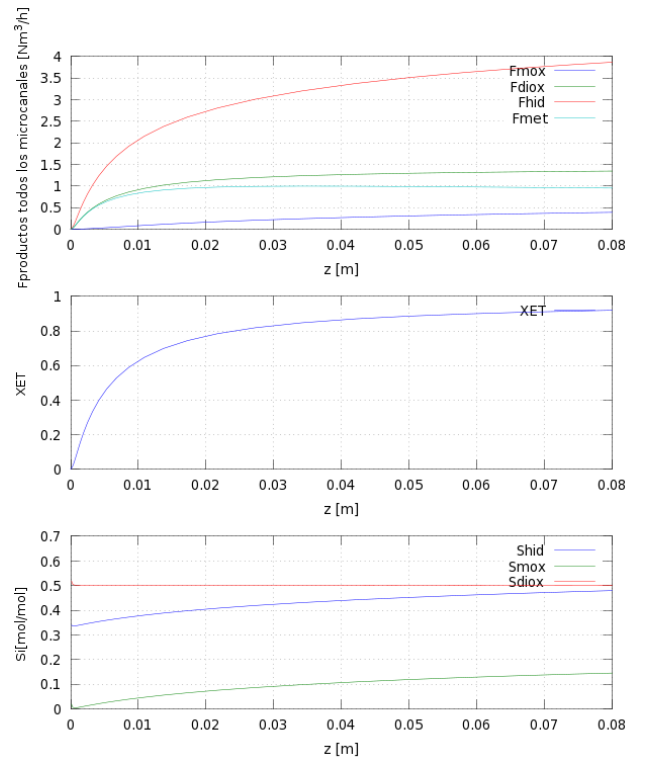 Fproductos todos los microcanales [Nm³/h]
4
3.5
3
2.5
2
1.5
1
0.5
0
Fmox
Fdiox
Fhid
Fmet
0 0.01 0.02 0.03 0.04 0.05 0.06 0.07 0.08
z [m]
XET
1
0.8
0.6
0.4
0.2
0
XET
0 0.01 0.02 0.03 0.04 0.05 0.06 0.07 0.08
z [m]
Si[mol/mol]
0.7
0.6
0.5
0.4
0.3
0.2
0.1
0
Shid
Smox
Sdiox
0 0.01 0.02 0.03 0.04 0.05 0.06 0.07 0.08
z [m]